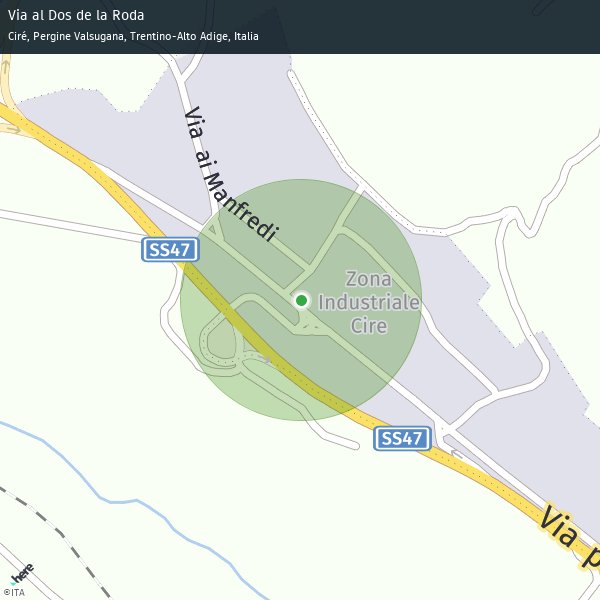 Via al Dos de la Roda
Ciré, Pergine Valsugana, Trentino-Alto Adige, Italia
Via ai Manfredi
SS47
Zona
Industriale
Cire
SS47
Via p
here
©ITA